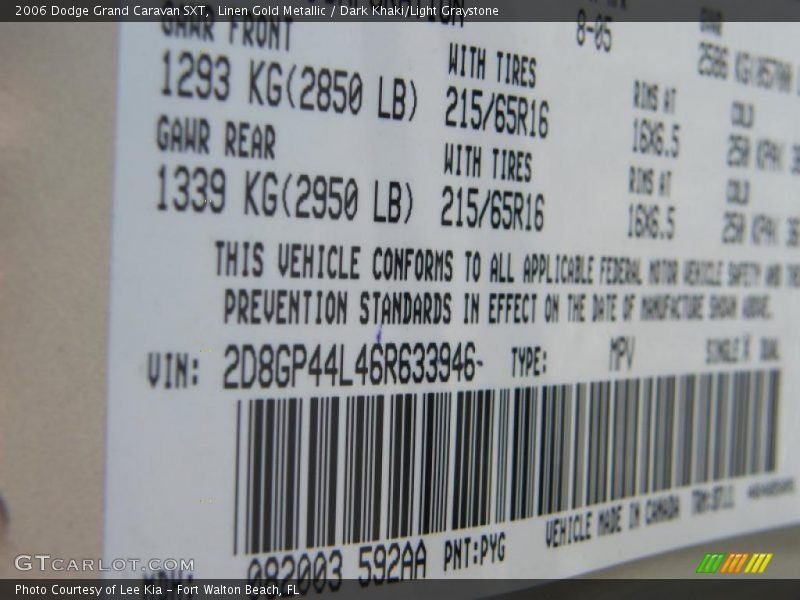 2006 Dodge Grand Caravan SXT,  Linen Gold Metallic / Dark Khaki/Light Graystone
8-05
GAWR FRONT WITH TIRES RIMS AT COLD
1293 KG(2850 LB) 215/65R16 16X6.5
GAWR REAR WITH TIRES RIMS AT COLD
1339 KG(2950 LB) 215/65R16 16X6.5
THIS VEHICLE CONFORMS TO ALL APPLICABLE FEDERAL MOTOR VEHICLE SAFETY AND
PREVENTION STANDARDS IN EFFECT ON THE DATE OF MANUFACTURE SHOWN ABOVE.
VIN: 2D8GP44L46R633946- TYPE: MPV SINGLE
VEHICLE MADE IN CANADA
MDH: 082003 592AA PNT:PYG
GTCARLOT.COM
Photo Courtesy of Lee Kia - Fort Walton Beach, FL